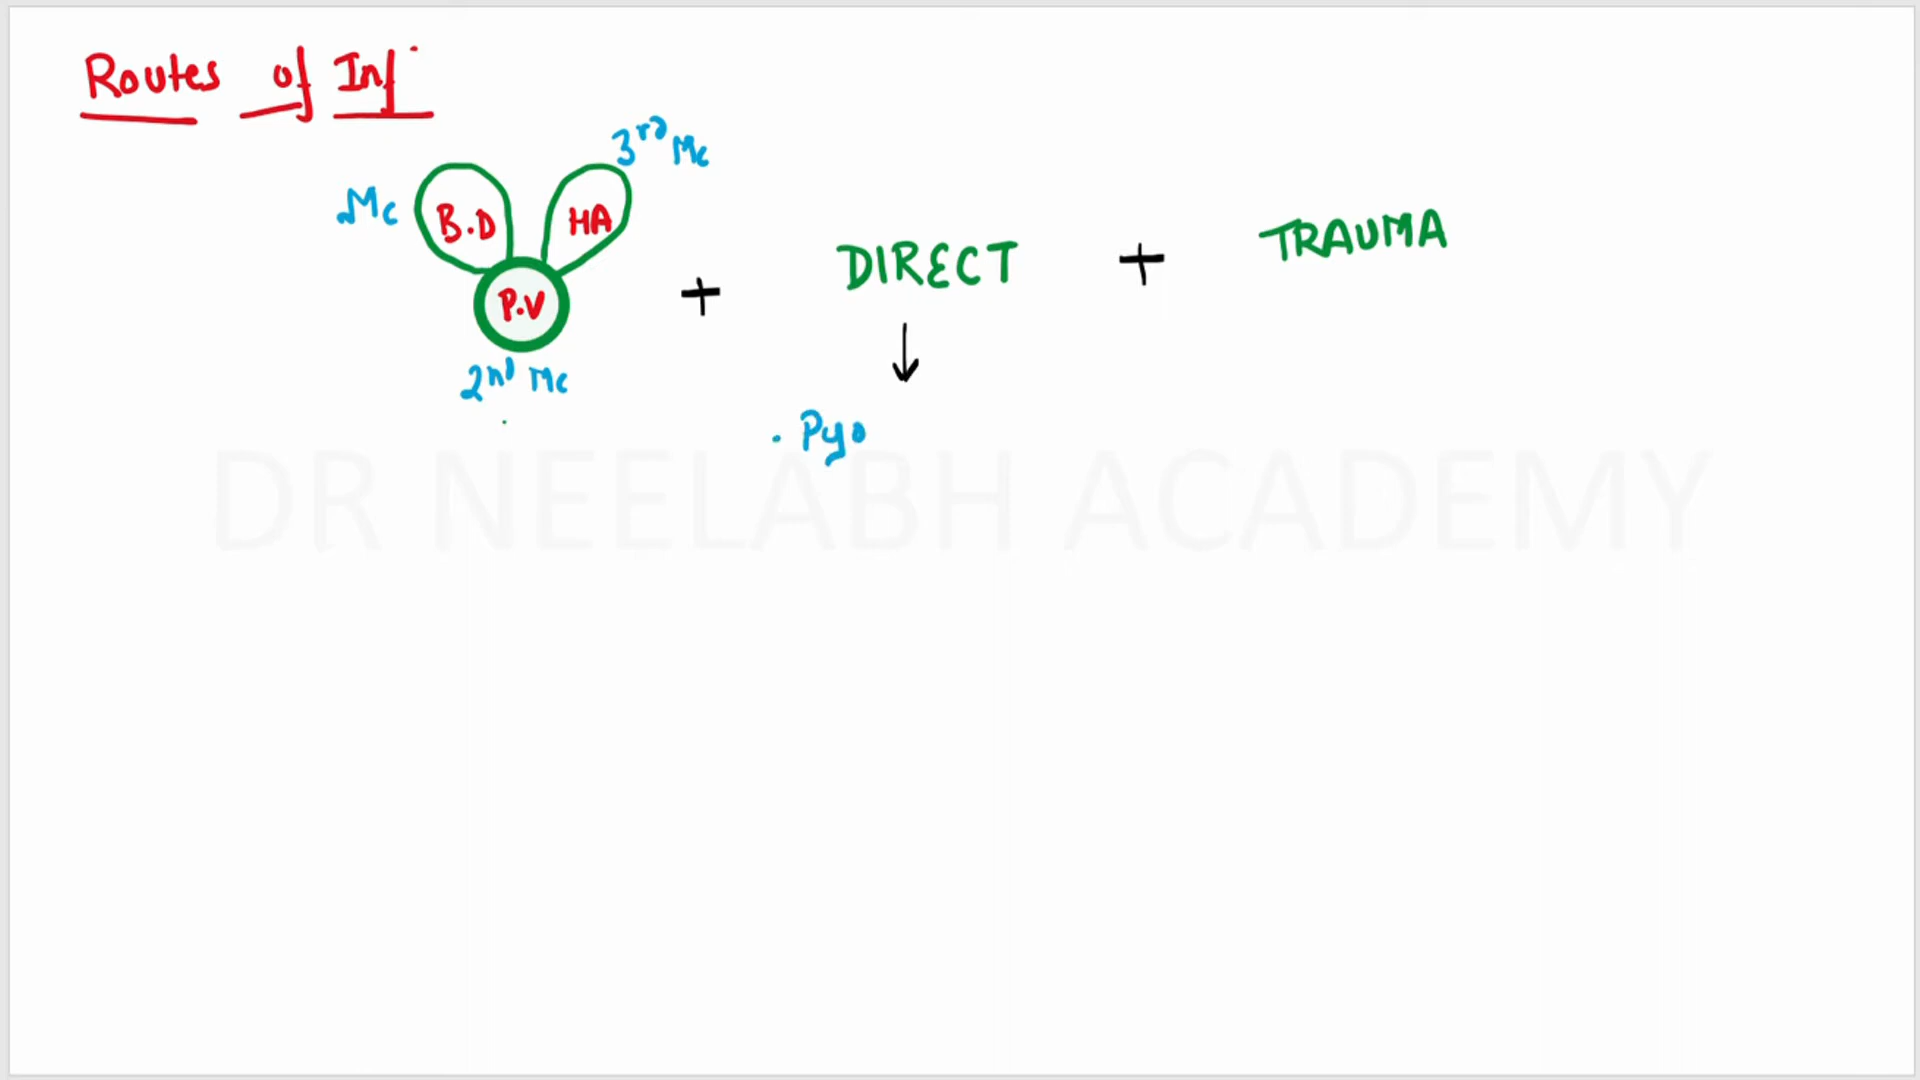 Routes of Inf
3rd Mc
Mc
B.D
HA
P.V
2nd Mc
+
DIRECT
+
TRAUMA
↓
. Pyo
DR NEELABH ACADEMY